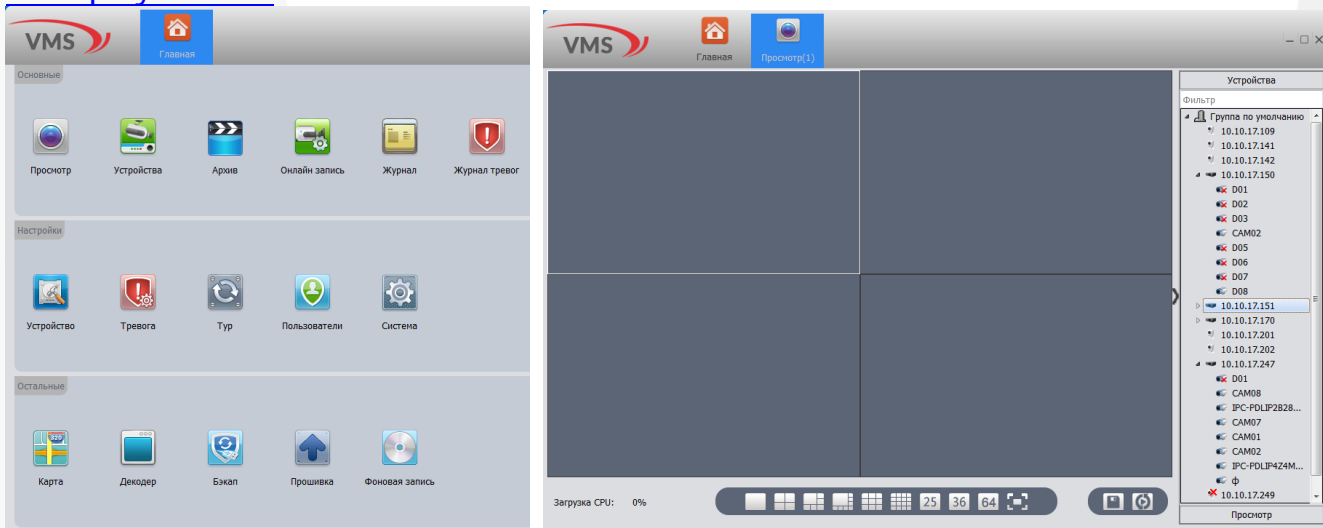 VMS
Главная
Основные
Просмотр Устройства Архив Онлайн запись Журнал Журнал тревог
Настройки
Устройство Тревога Тур Пользователи Система
Остальные
Карта Декодер Бэкап Прошивка Фоновая запись
VMS
Главная Просмотр(1)
Устройства
Фильтр
Группа по умолчанию
10.10.17.109
10.10.17.141
10.10.17.142
10.10.17.150
D01
D02
D03
CAM02
D05
D06
D07
D08
10.10.17.151
10.10.17.170
10.10.17.201
10.10.17.202
10.10.17.247
D01
CAM08
IPC-PDLIP2B28...
CAM07
CAM01
CAM02
IPC-PDLIP4Z4M...
ф
10.10.17.249
Загрузка CPU: 0%
25 36 64
Просмотр